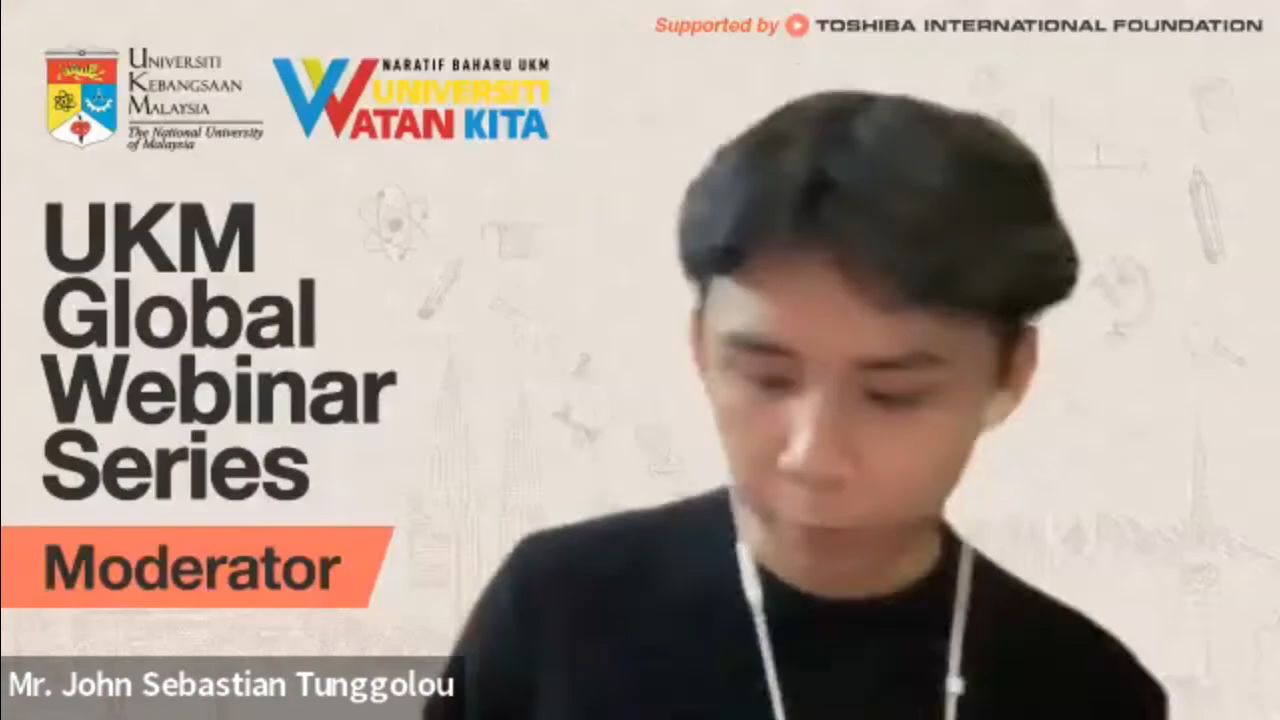 Supported by TOSHIBA INTERNATIONAL FOUNDATION
UNIVERSITI
KEBANGSAAN
MALAYSIA
The National University
of Malaysia
NARATIF BAHARU UKM
UNIVERSITI
WATAN KITA
UKM
Global
Webinar
Series
Moderator
Mr. John Sebastian Tunggolou